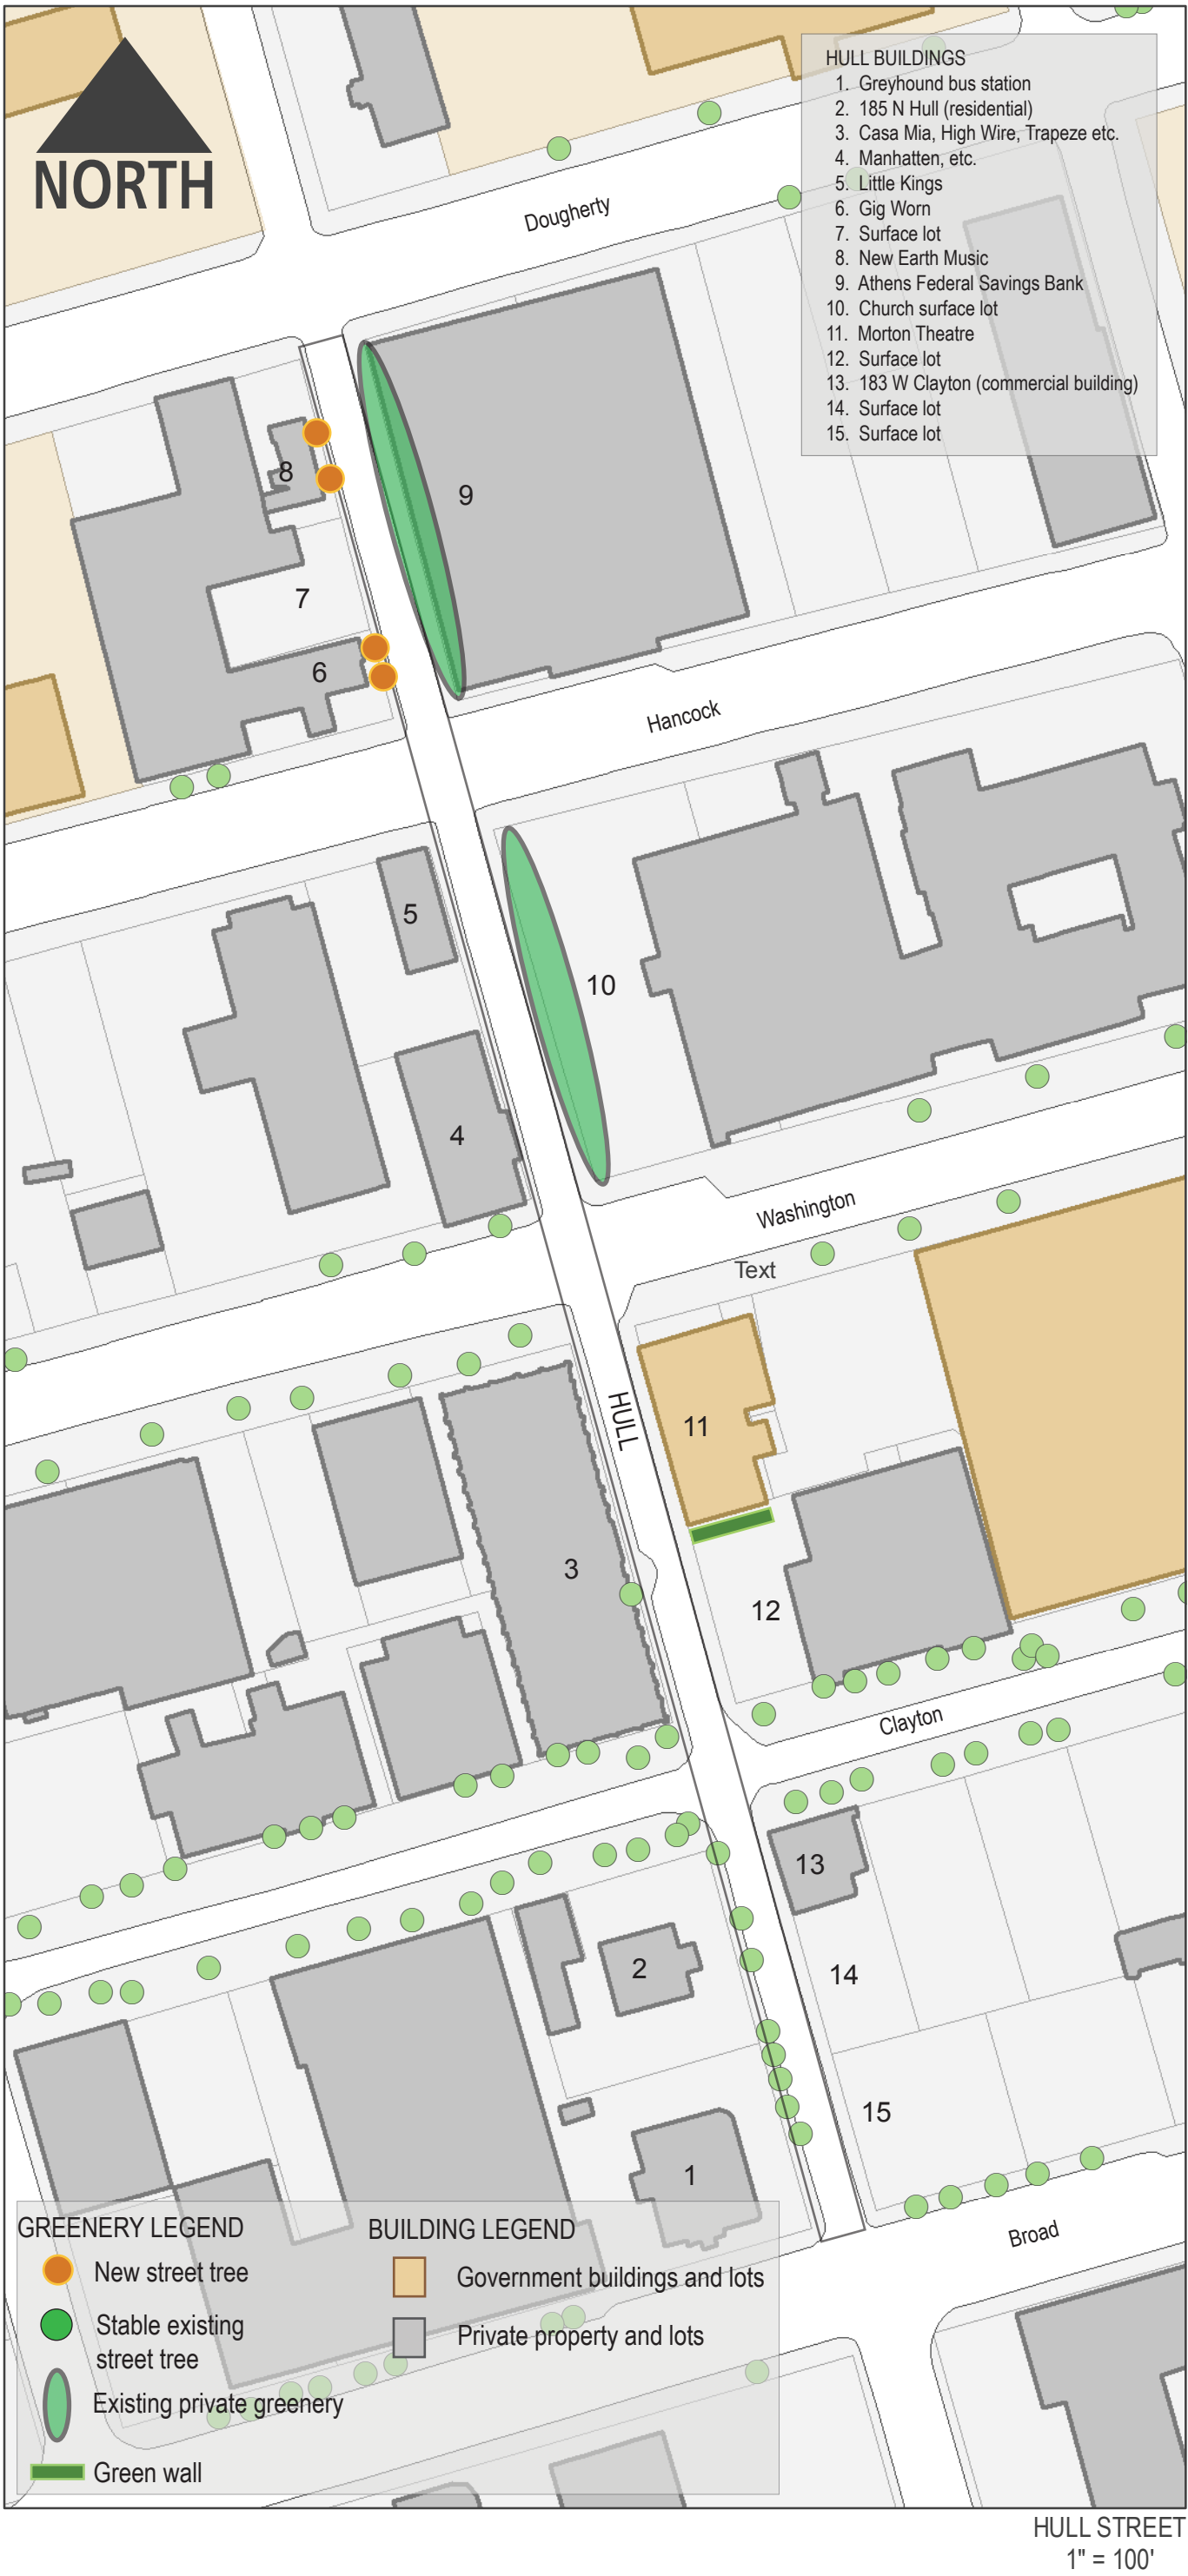 NORTH
HULL BUILDINGS
1. Greyhound bus station
2. 185 N Hull (residential)
3. Casa Mia, High Wire, Trapeze etc.
4. Manhatten, etc.
5. Little Kings
6. Gig Worn
7. Surface lot
8. New Earth Music
9. Athens Federal Savings Bank
10. Church surface lot
11. Morton Theatre
12. Surface lot
13. 183 W Clayton (commercial building)
14. Surface lot
15. Surface lot
Dougherty
8
9
7
6
Hancock
5
10
4
Washington
Text
HULL
11
3
12
Clayton
13
2
14
15
1
Broad
GREENERY LEGEND
New street tree
Stable existing
street tree
Existing private greenery
Green wall
BUILDING LEGEND
Government buildings and lots
Private property and lots
HULL STREET
1" = 100'